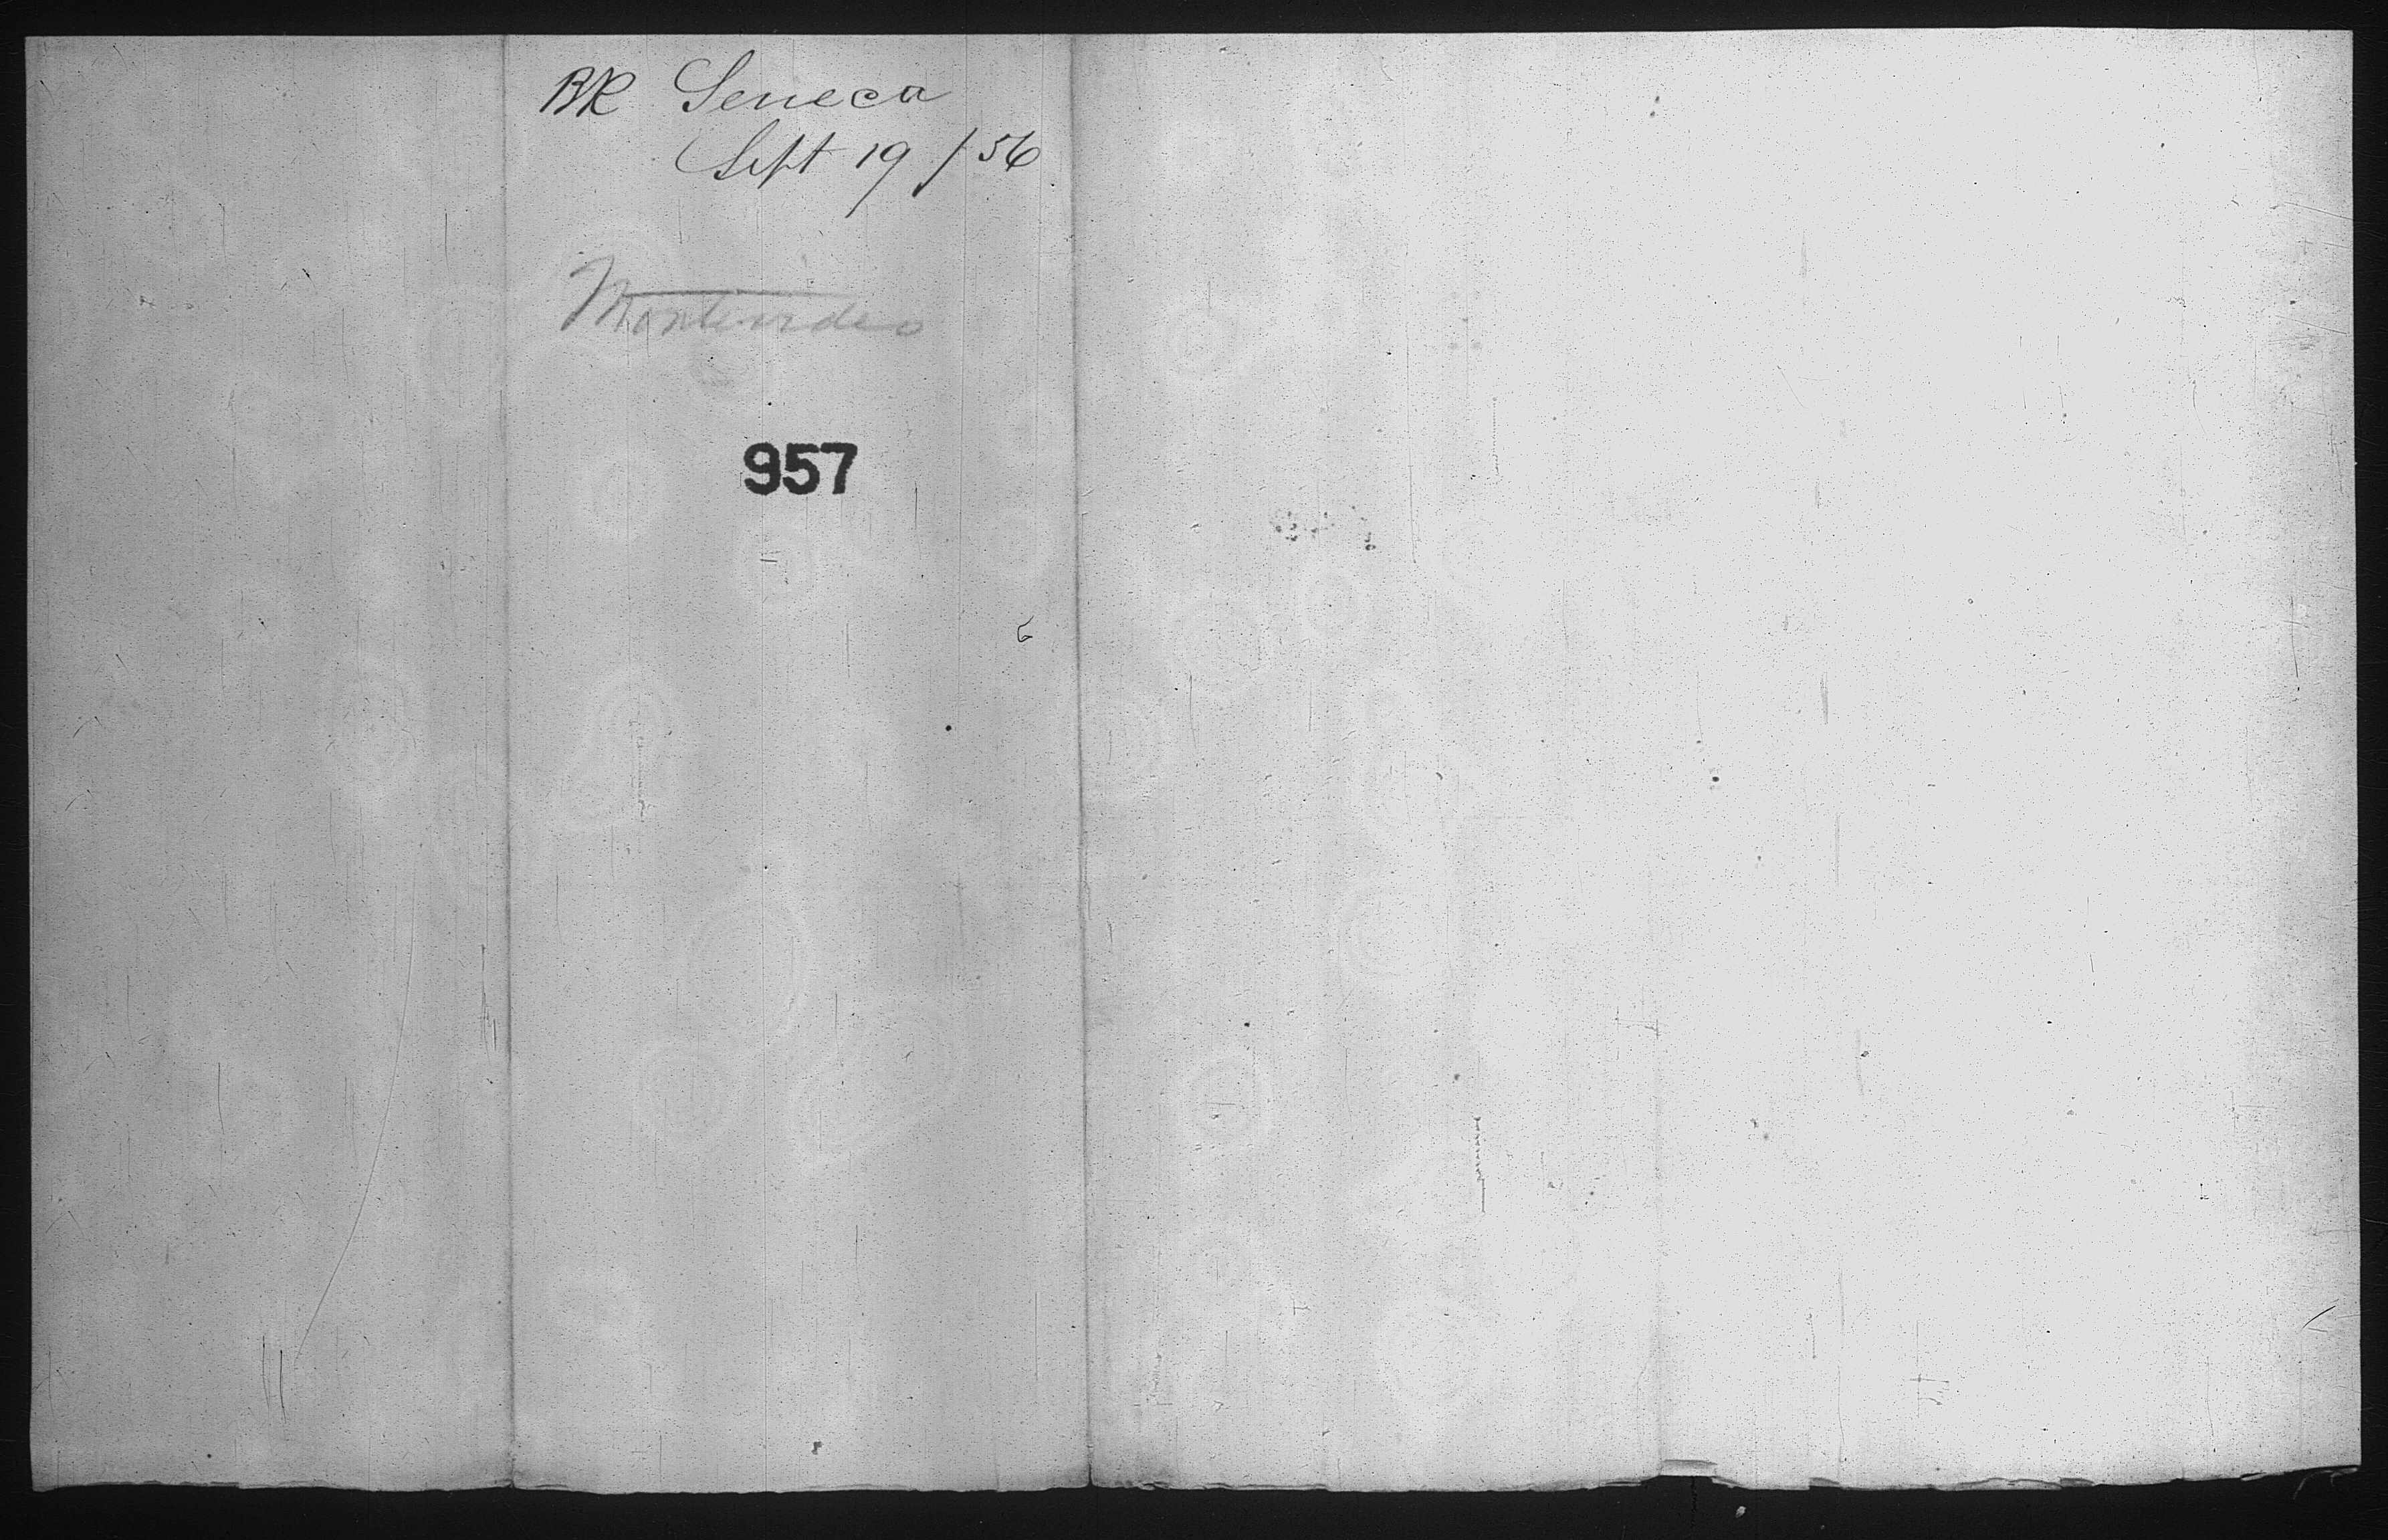 BK Seneca
Sept 19 / 56
Montevideo
957